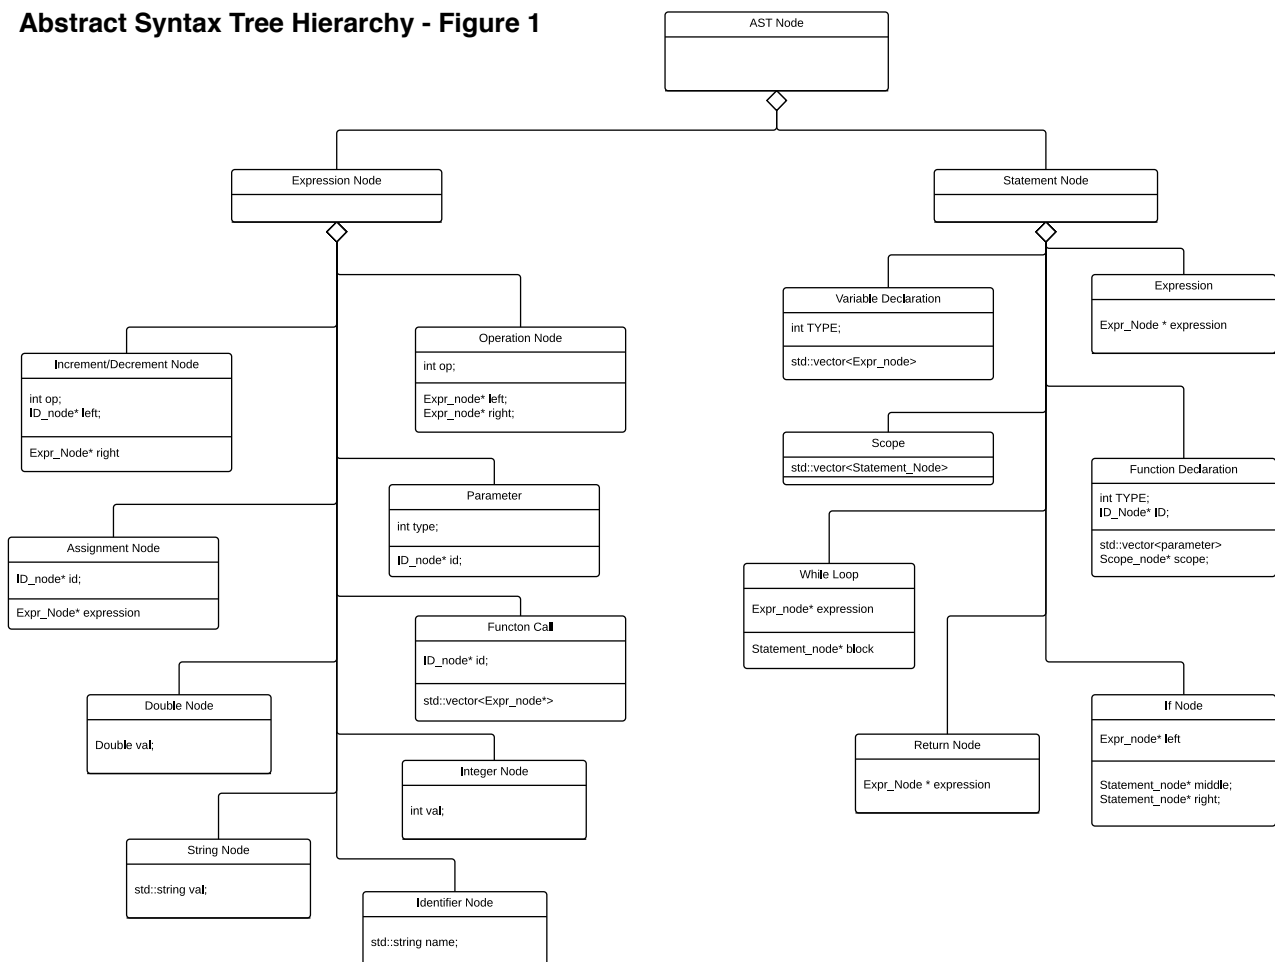 Abstract Syntax Tree Hierarchy - Figure 1
AST Node
Expression Node
Statement Node
Increment/Decrement Node
int op;
ID_node* left;
Expr_Node* right
Operation Node
int op;
Expr_node* left;
Expr_node* right;
Assignment Node
ID_node* id;
Expr_Node* expression
Parameter
int type;
ID_node* id;
Functon Call
ID_node* id;
std::vector<Expr_node*>
Double Node
Double val;
Integer Node
int val;
String Node
std::string val;
Identifier Node
std::string name;
Variable Declaration
int TYPE;
std::vector<Expr_node>
Expression
Expr_Node * expression
Scope
std::vector<Statement_Node>
Function Declaration
int TYPE;
ID_Node* ID;
std::vector<parameter>
Scope_node* scope;
While Loop
Expr_node* expression
Statement_node* block
Return Node
Expr_Node * expression
If Node
Expr_node* left
Statement_node* middle;
Statement_node* right;